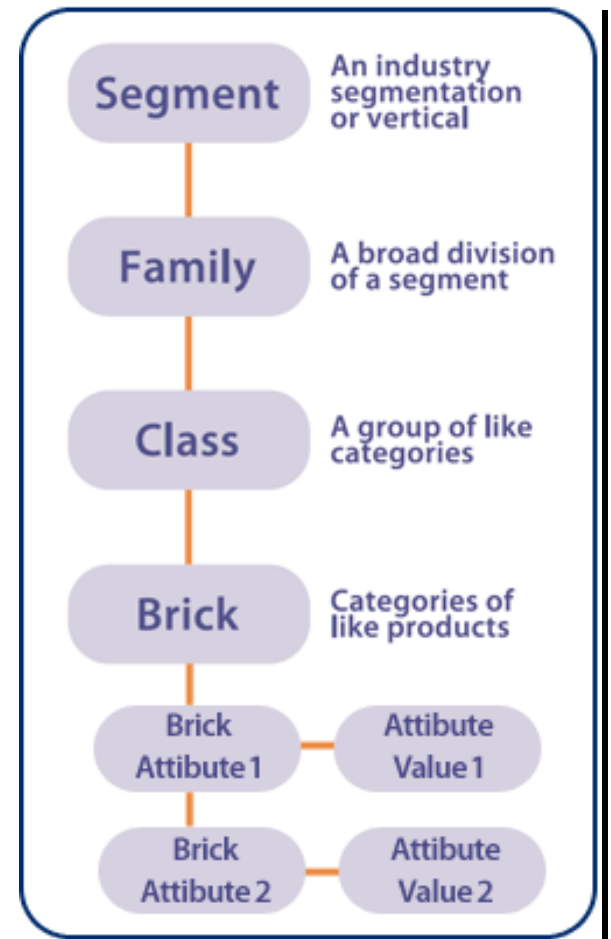 Segment
An industry
segmentation
or vertical
Family
A broad division
of a segment
Class
A group of like
categories
Brick
Categories of
like products
Brick
Attibute 1
Attibute
Value 1
Brick
Attibute 2
Attibute
Value 2